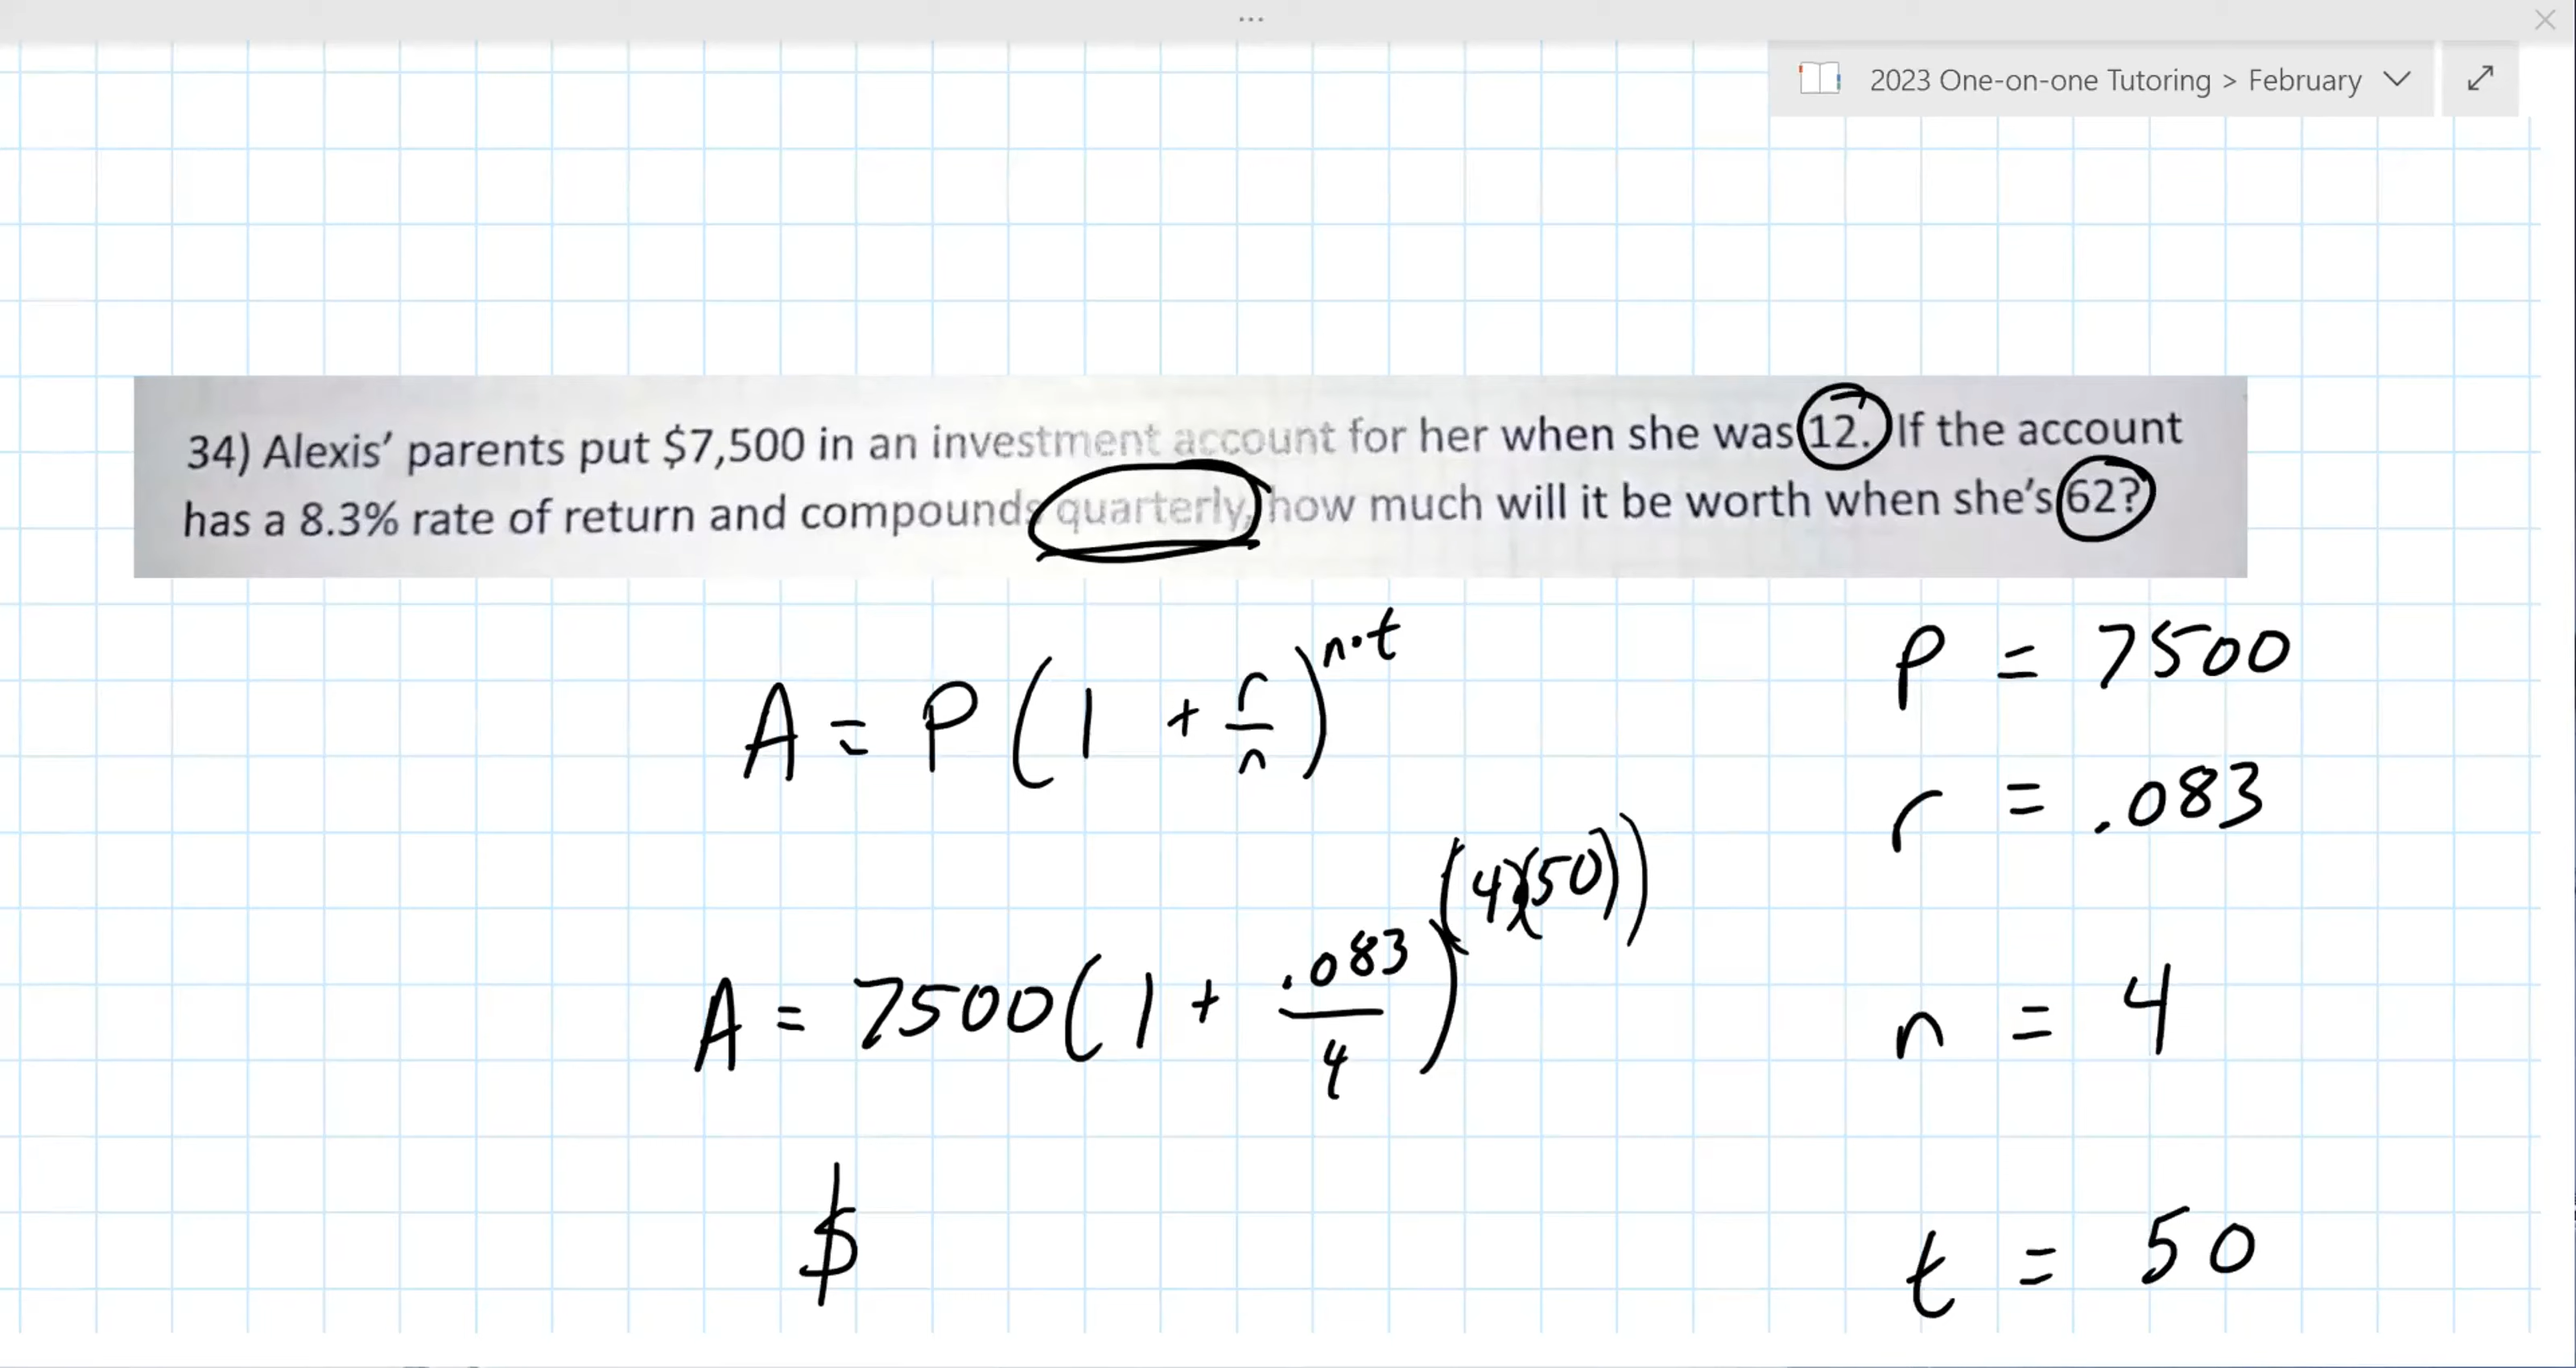 ...
2023 One-on-one Tutoring > February
34) Alexis’ parents put $7,500 in an investment account for her when she was 12. If the account
has a 8.3% rate of return and compounds quarterly, how much will it be worth when she’s 62?
A = P(1 + r/n)^n·t
P = 7500
r = .083
A = 7500(1 + .083/4)^((4)(50))
n = 4
$
t = 50